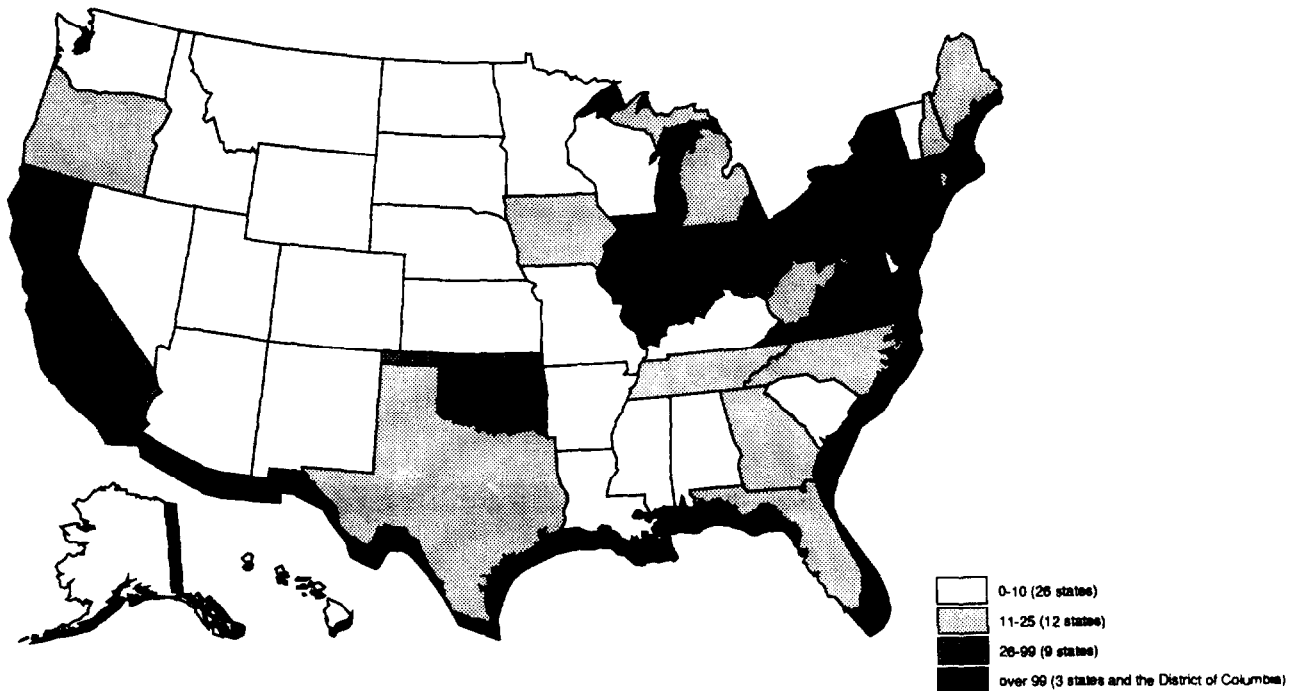 0-10 (26 states)
11-25 (12 states)
26-99 (9 states)
over 99 (3 states and the District of Columbia)